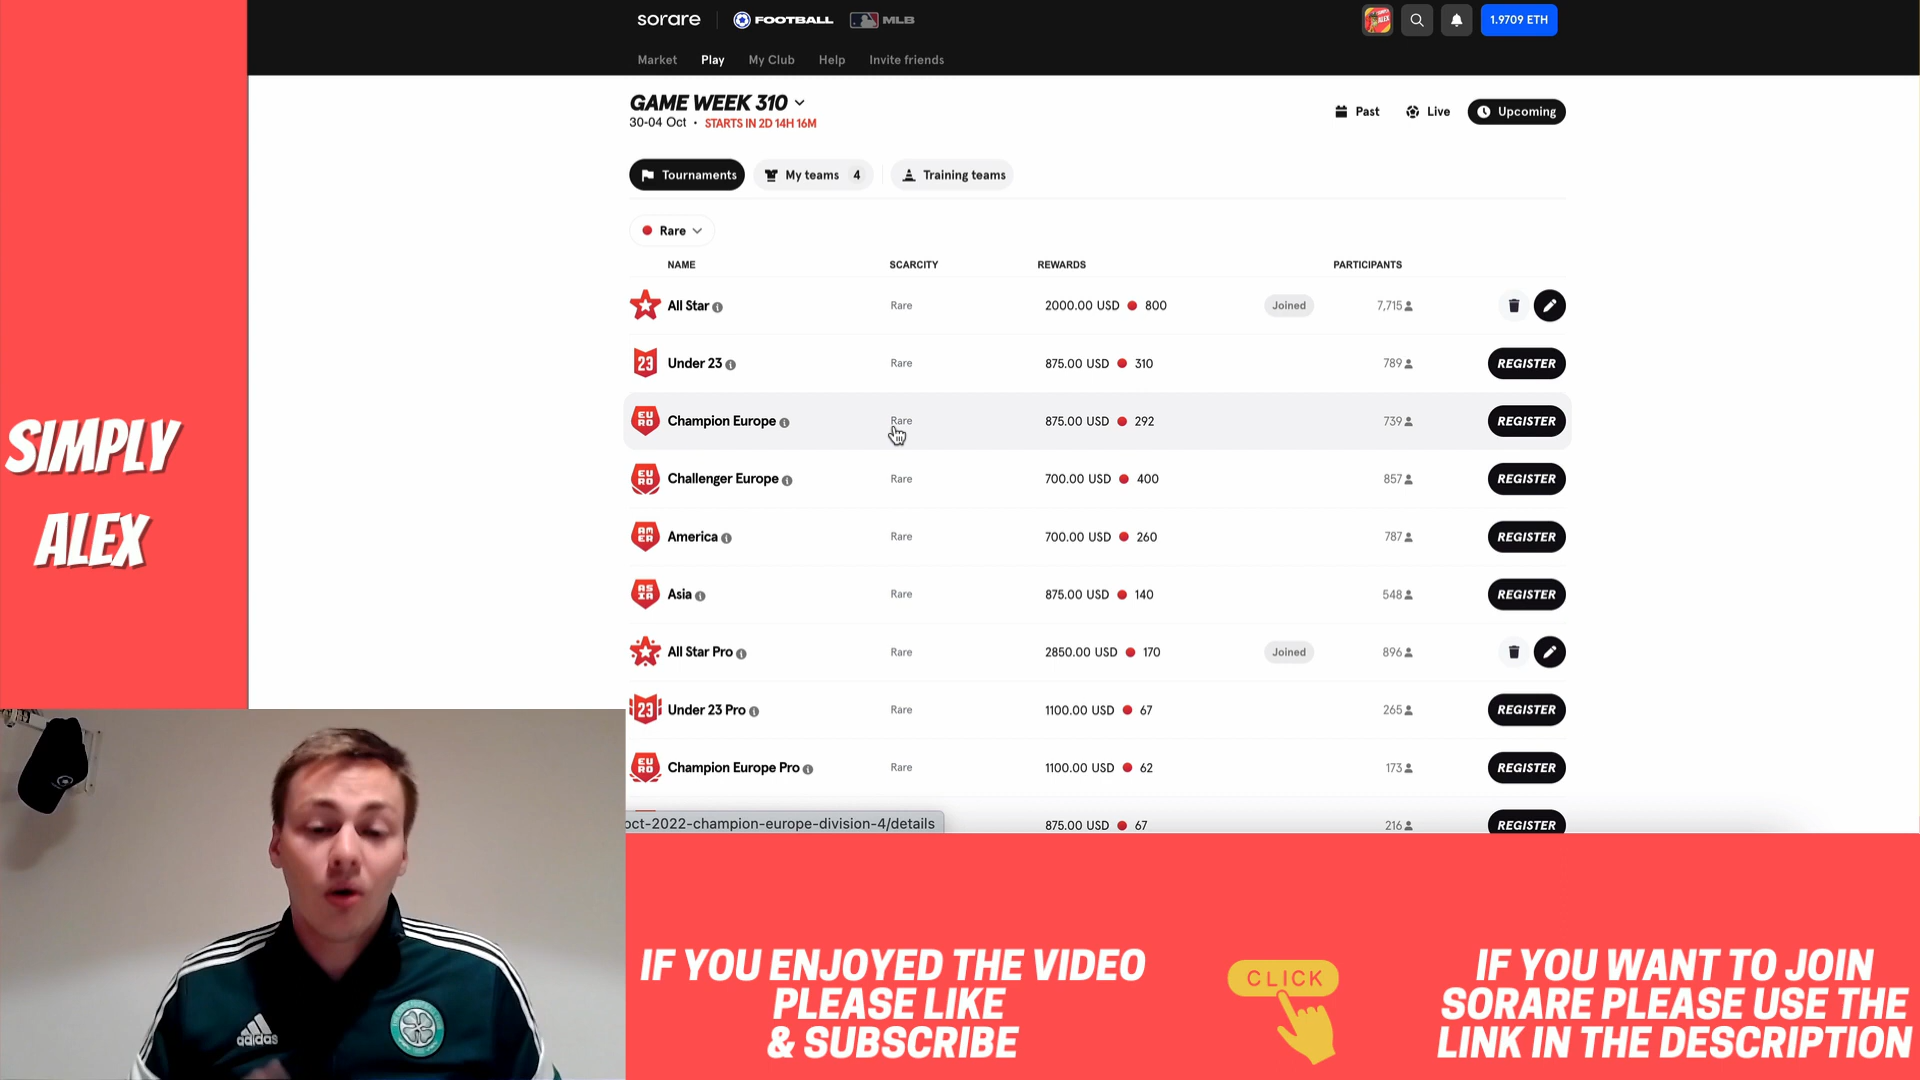 sorare FOOTBALL MLB 1.9709 ETH
Market Play My Club Help Invite friends
GAME WEEK 310
30-04 Oct • STARTS IN 2D 14H 16M
Past Live Upcoming
Tournaments My teams 4 Training teams
Rare
NAME SCARCITY REWARDS PARTICIPANTS
All Star Rare 2000.00 USD 800 Joined 7,715
23 Under 23 Rare 875.00 USD 310 789 REGISTER
EURO Champion Europe Rare 875.00 USD 292 739 REGISTER
EURO Challenger Europe Rare 700.00 USD 400 857 REGISTER
AMER America Rare 700.00 USD 260 787 REGISTER
ASIA Asia Rare 875.00 USD 140 548 REGISTER
All Star Pro Rare 2850.00 USD 170 Joined 896
23 Under 23 Pro Rare 1100.00 USD 67 265 REGISTER
EURO Champion Europe Pro Rare 1100.00 USD 62 173 REGISTER
oct-2022-champion-europe-division-4/details 875.00 USD 67 216 REGISTER
SIMPLY
ALEX
adidas
IF YOU ENJOYED THE VIDEO
PLEASE LIKE
& SUBSCRIBE
CLICK
IF YOU WANT TO JOIN
SORARE PLEASE USE THE
LINK IN THE DESCRIPTION